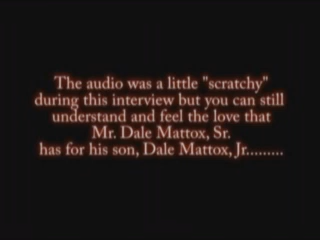 The audio was a little "scratchy"
during this interview but you can still
understand and feel the love that
Mr. Dale Mattox, Sr.
has for his son, Dale Mattox, Jr.........